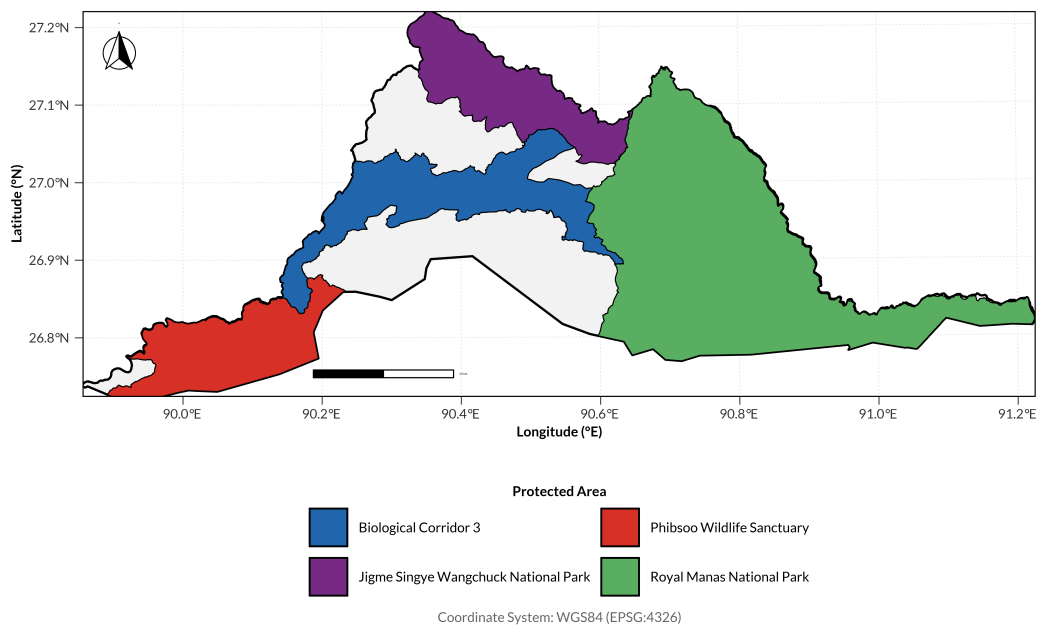 27.2°N
27.1°N
27.0°N
26.9°N
26.8°N
Latitude (°N)
90.0°E 90.2°E 90.4°E 90.6°E 90.8°E 91.0°E 91.2°E
Longitude (°E)
Protected Area
Biological Corridor 3 Phibsoo Wildlife Sanctuary
Jigme Singye Wangchuck National Park Royal Manas National Park
Coordinate System: WGS84 (EPSG:4326)